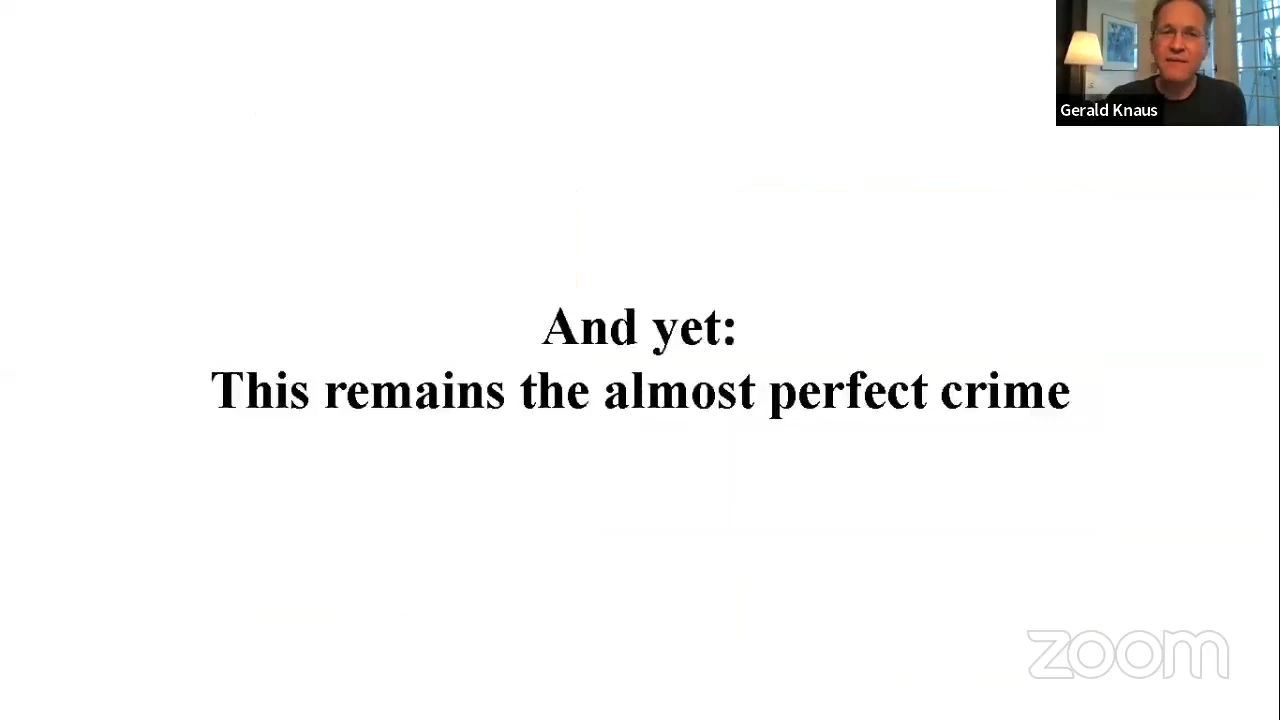 Gerald Knaus
And yet:
This remains the almost perfect crime
zoom